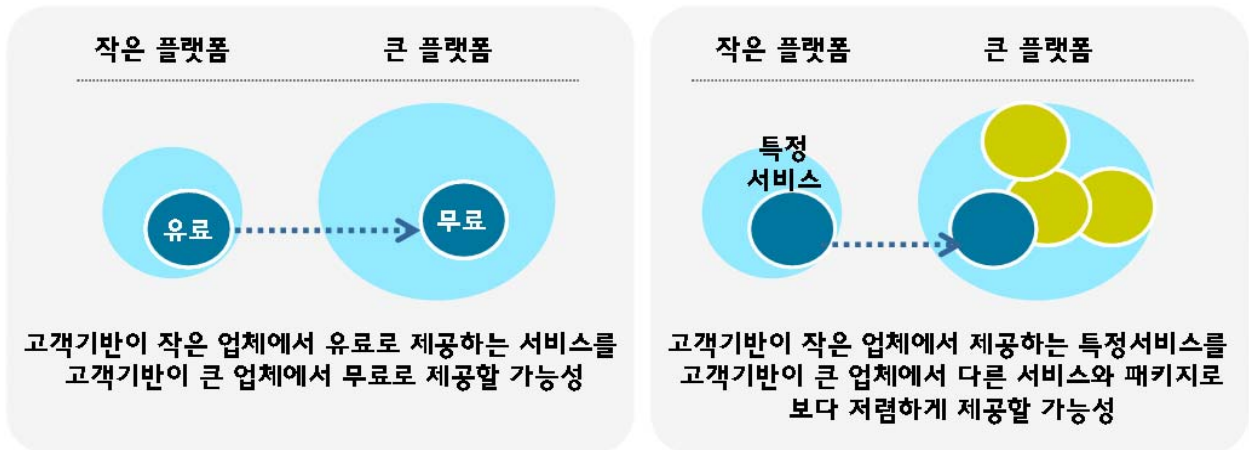 작은 플랫폼
큰 플랫폼
유료
무료
고객기반이 작은 업체에서 유료로 제공하는 서비스를
고객기반이 큰 업체에서 무료로 제공할 가능성
작은 플랫폼
큰 플랫폼
특정
서비스
고객기반이 작은 업체에서 제공하는 특정서비스를
고객기반이 큰 업체에서 다른 서비스와 패키지로
보다 저렴하게 제공할 가능성